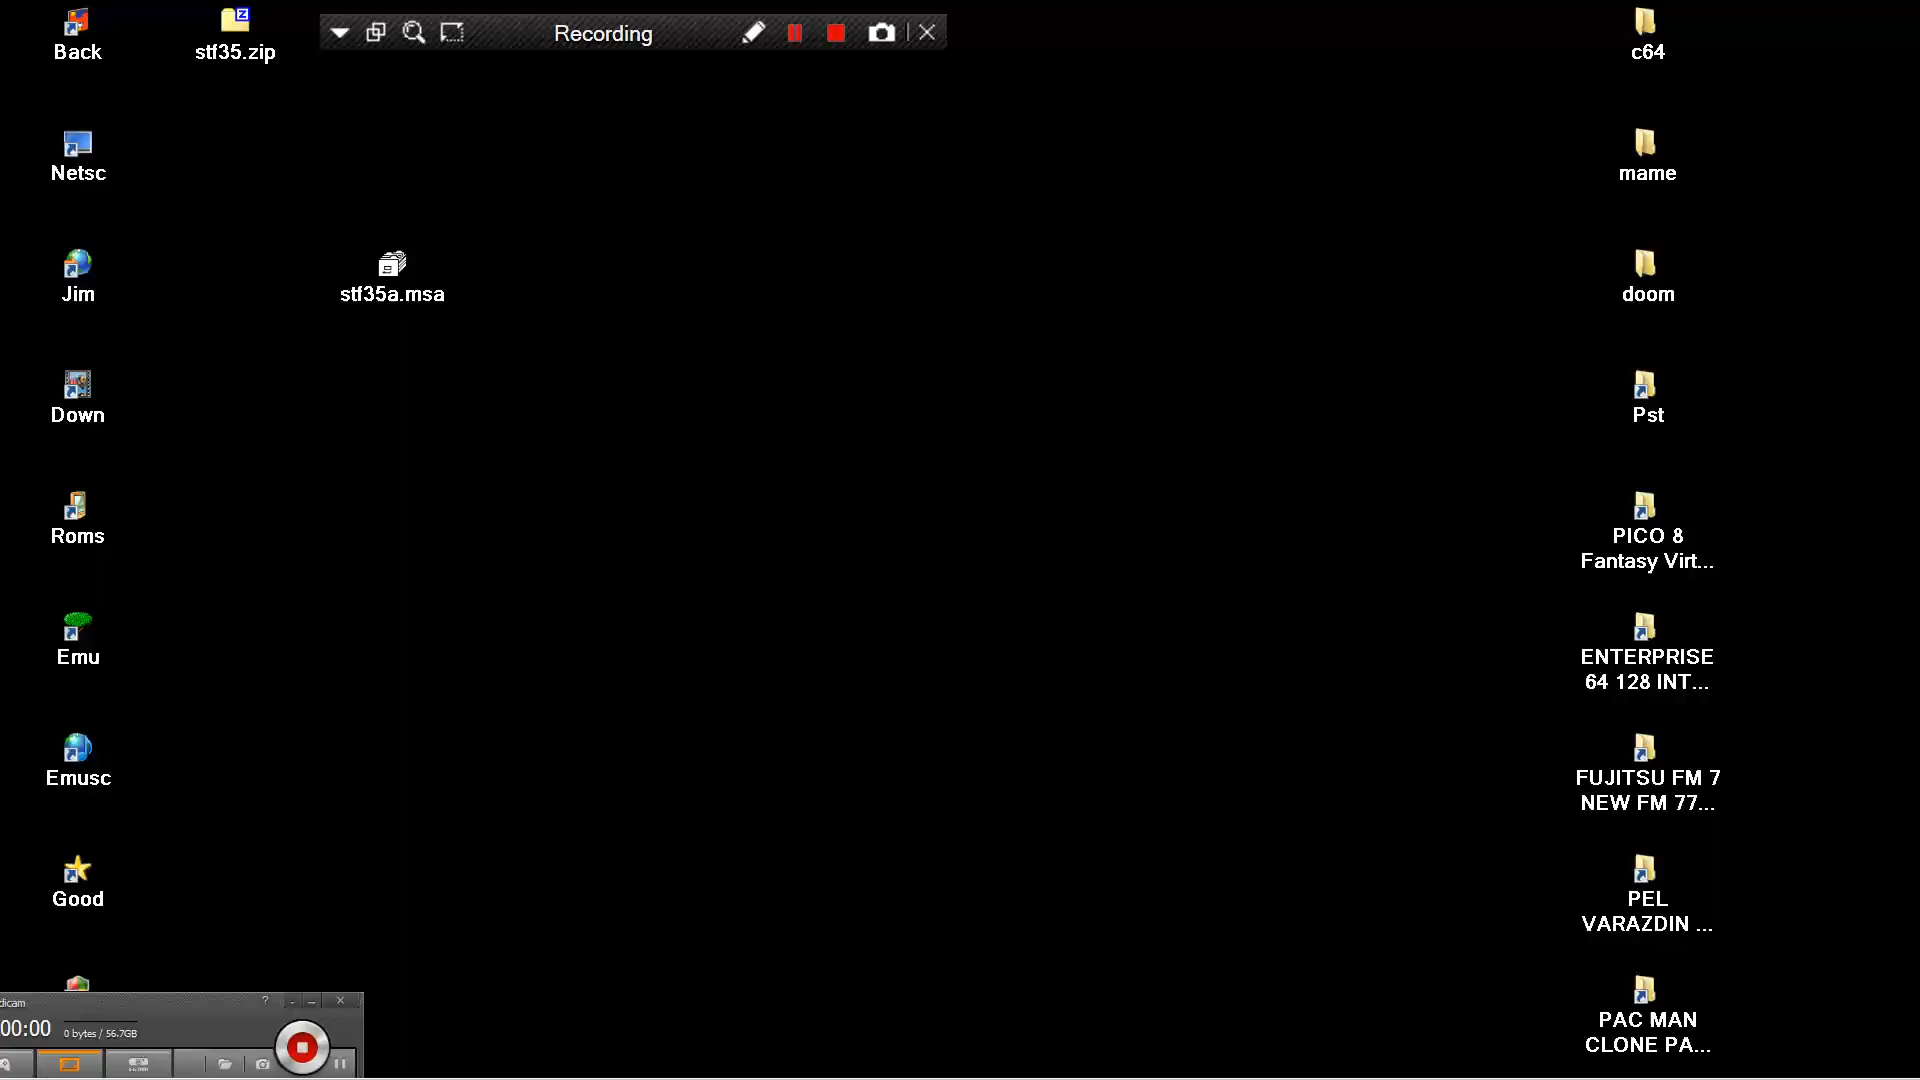 Back
stf35.zip
Recording
c64
Netsc
mame
Jim
stf35a.msa
doom
Down
Pst
Roms
PICO 8
Fantasy Virt...
Emu
ENTERPRISE
64 128 INT...
Emusc
FUJITSU FM 7
NEW FM 77...
Good
PEL
VARAZDIN ...
dicam
?
00:00
0 bytes / 56.7GB
PAC MAN
CLONE PA...